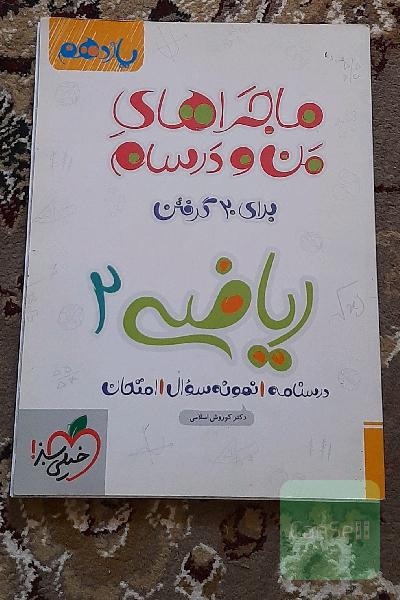 یازدهم
ماجراهای
من و درسام
برای ۲۰ گرفتن
ریاضی ۲
درسنامه | نمونه سؤال | امتحان
دکتر کوروش اسلامی
خیلی سبز!